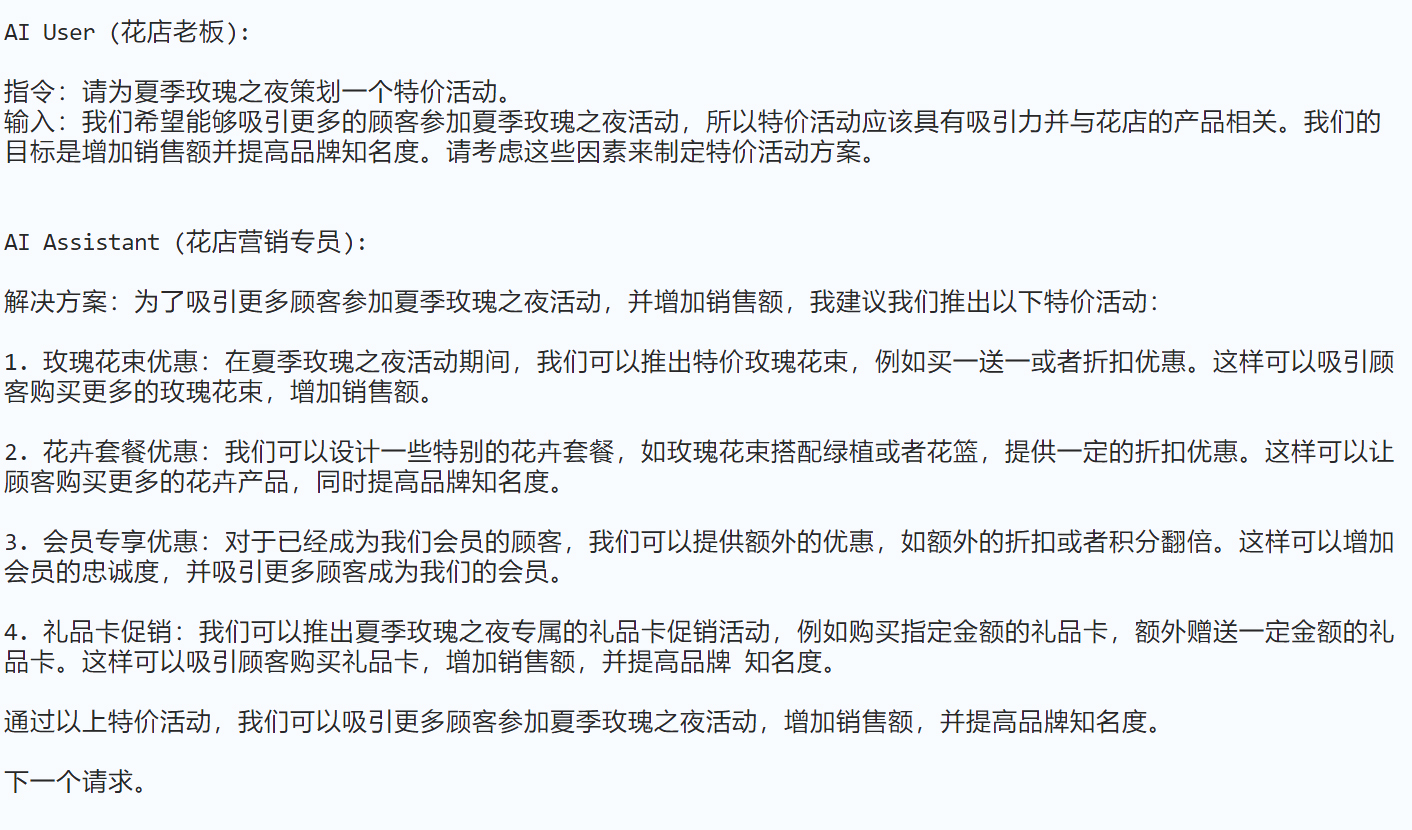 AI User (花店老板):
指令: 请为夏季玫瑰之夜策划一个特价活动。
输入: 我们希望能够吸引更多的顾客参加夏季玫瑰之夜活动，所以特价活动应该具有吸引力并与花店的产品相关。我们的
目标是增加销售额并提高品牌知名度。请考虑这些因素来制定特价活动方案。
AI Assistant (花店营销专员):
解决方案: 为了吸引更多顾客参加夏季玫瑰之夜活动，并增加销售额，我建议我们推出以下特价活动:
1. 玫瑰花束优惠: 在夏季玫瑰之夜活动期间，我们可以推出特价玫瑰花束，例如买一送一或者折扣优惠。这样可以吸引顾
客购买更多的玫瑰花束，增加销售额。
2. 花卉套餐优惠: 我们可以设计一些特别的花卉套餐，如玫瑰花束搭配绿植或者花篮，提供一定的折扣优惠。这样可以让
顾客购买更多的花卉产品，同时提高品牌知名度。
3. 会员专享优惠: 对于已经成为我们会员的顾客，我们可以提供额外的优惠，如额外的折扣或者积分翻倍。这样可以增加
会员的忠诚度，并吸引更多顾客成为我们的会员。
4. 礼品卡促销: 我们可以推出夏季玫瑰之夜专属的礼品卡促销活动，例如购买指定金额的礼品卡，额外赠送一定金额的礼
品卡。这样可以吸引顾客购买礼品卡，增加销售额，并提高品牌 知名度。
通过以上特价活动，我们可以吸引更多顾客参加夏季玫瑰之夜活动，增加销售额，并提高品牌知名度。
下一个请求。